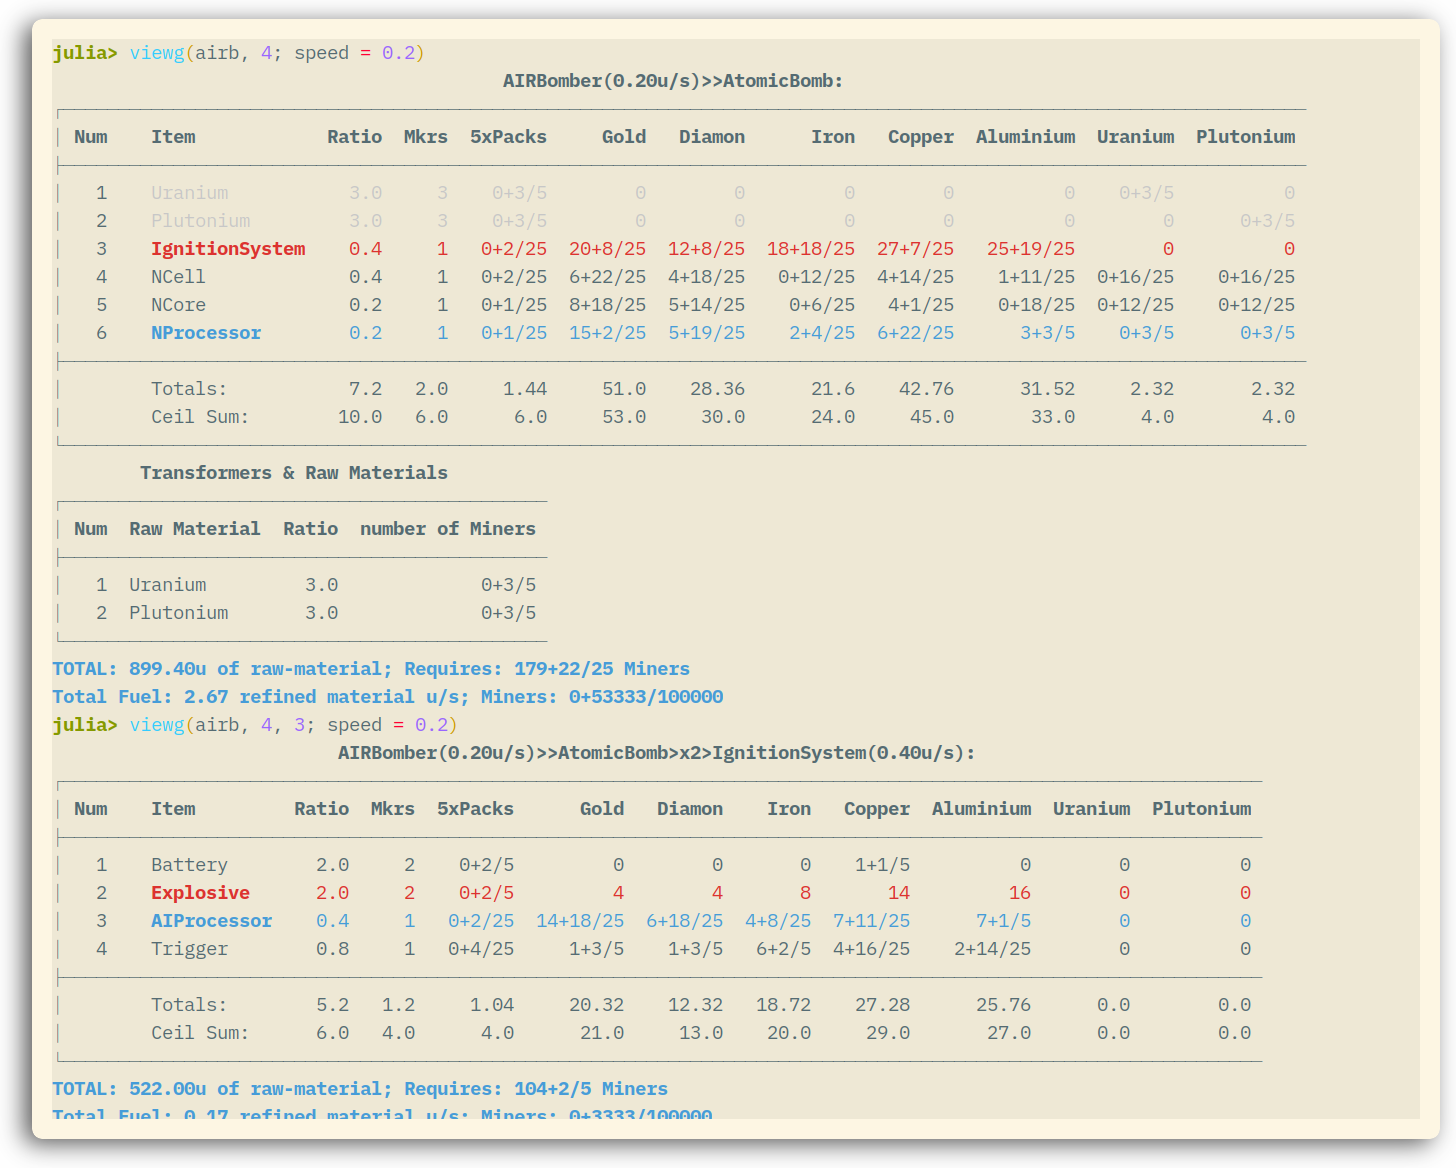 julia> viewg(airb, 4; speed = 0.2)
AIRBomber(0.20u/s)>>AtomicBomb:
Num Item Ratio Mkrs 5xPacks Gold Diamon Iron Copper Aluminium Uranium Plutonium
1 Uranium 3.0 3 0+3/5 0 0 0 0 0 0+3/5 0
2 Plutonium 3.0 3 0+3/5 0 0 0 0 0 0 0+3/5
3 IgnitionSystem 0.4 1 0+2/25 20+8/25 12+8/25 18+18/25 27+7/25 25+19/25 0 0
4 NCell 0.4 1 0+2/25 6+22/25 4+18/25 0+12/25 4+14/25 1+11/25 0+16/25 0+16/25
5 NCore 0.2 1 0+1/25 8+18/25 5+14/25 0+6/25 4+1/25 0+18/25 0+12/25 0+12/25
6 NProcessor 0.2 1 0+1/25 15+2/25 5+19/25 2+4/25 6+22/25 3+3/5 0+3/5 0+3/5
Totals: 7.2 2.0 1.44 51.0 28.36 21.6 42.76 31.52 2.32 2.32
Ceil Sum: 10.0 6.0 6.0 53.0 30.0 24.0 45.0 33.0 4.0 4.0
Transformers & Raw Materials
Num Raw Material Ratio number of Miners
1 Uranium 3.0 0+3/5
2 Plutonium 3.0 0+3/5
TOTAL: 899.40u of raw-material; Requires: 179+22/25 Miners
Total Fuel: 2.67 refined material u/s; Miners: 0+53333/100000
julia> viewg(airb, 4, 3; speed = 0.2)
AIRBomber(0.20u/s)>>AtomicBomb>x2>IgnitionSystem(0.40u/s):
Num Item Ratio Mkrs 5xPacks Gold Diamon Iron Copper Aluminium Uranium Plutonium
1 Battery 2.0 2 0+2/5 0 0 0 1+1/5 0 0 0
2 Explosive 2.0 2 0+2/5 4 4 8 14 16 0 0
3 AIProcessor 0.4 1 0+2/25 14+18/25 6+18/25 4+8/25 7+11/25 7+1/5 0 0
4 Trigger 0.8 1 0+4/25 1+3/5 1+3/5 6+2/5 4+16/25 2+14/25 0 0
Totals: 5.2 1.2 1.04 20.32 12.32 18.72 27.28 25.76 0.0 0.0
Ceil Sum: 6.0 4.0 4.0 21.0 13.0 20.0 29.0 27.0 0.0 0.0
TOTAL: 522.00u of raw-material; Requires: 104+2/5 Miners
Total Fuel: 0.17 refined material u/s; Miners: 0+3333/100000